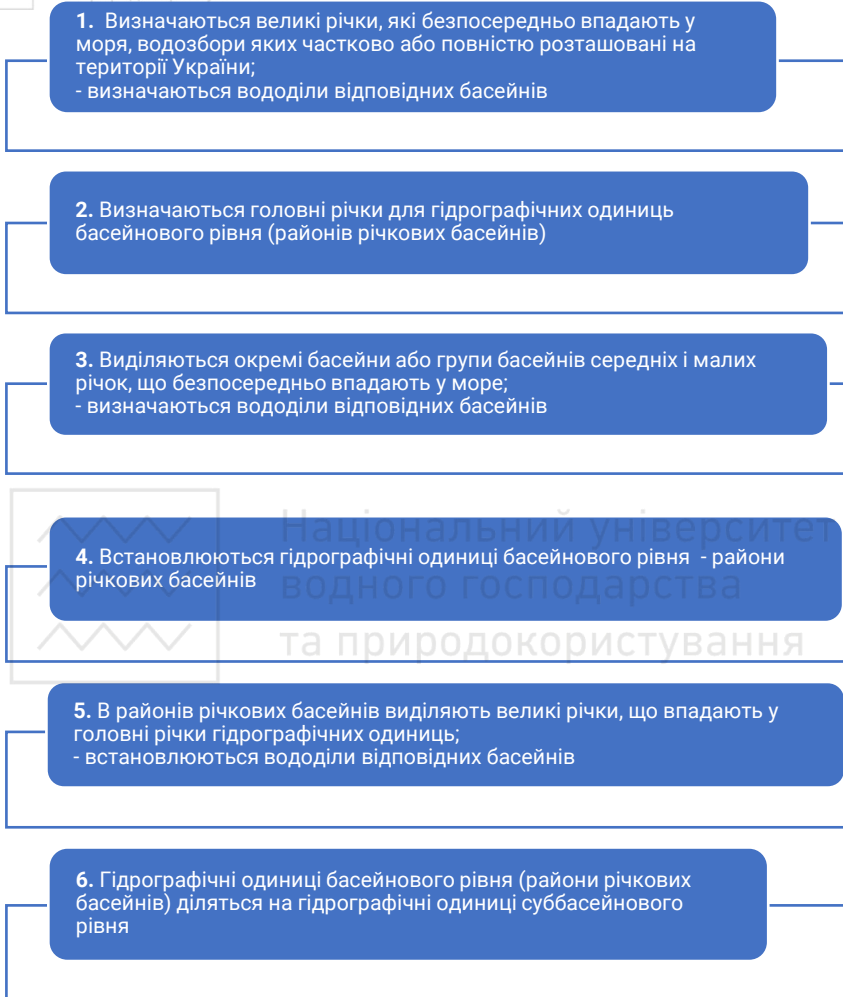 1. Визначаються великі річки, які безпосередньо впадають у
моря, водозбори яких частково або повністю розташовані на
території України;
- визначаються вододіли відповідних басейнів
2. Визначаються головні річки для гідрографічних одиниць
басейнового рівня (районів річкових басейнів)
3. Виділяються окремі басейни або групи басейнів середніх і малих
річок, що безпосередньо впадають у море;
- визначаються вододіли відповідних басейнів
Національний університет
4. Встановлюються гідрографічні одиниці басейнового рівня - райони
річкових басейнів
водного господарства
та природокористування
5. В районів річкових басейнів виділяють великі річки, що впадають у
головні річки гідрографічних одиниць;
- встановлюються вододіли відповідних басейнів
6. Гідрографічні одиниці басейнового рівня (райони річкових
басейнів) діляться на гідрографічні одиниці суббасейнового
рівня